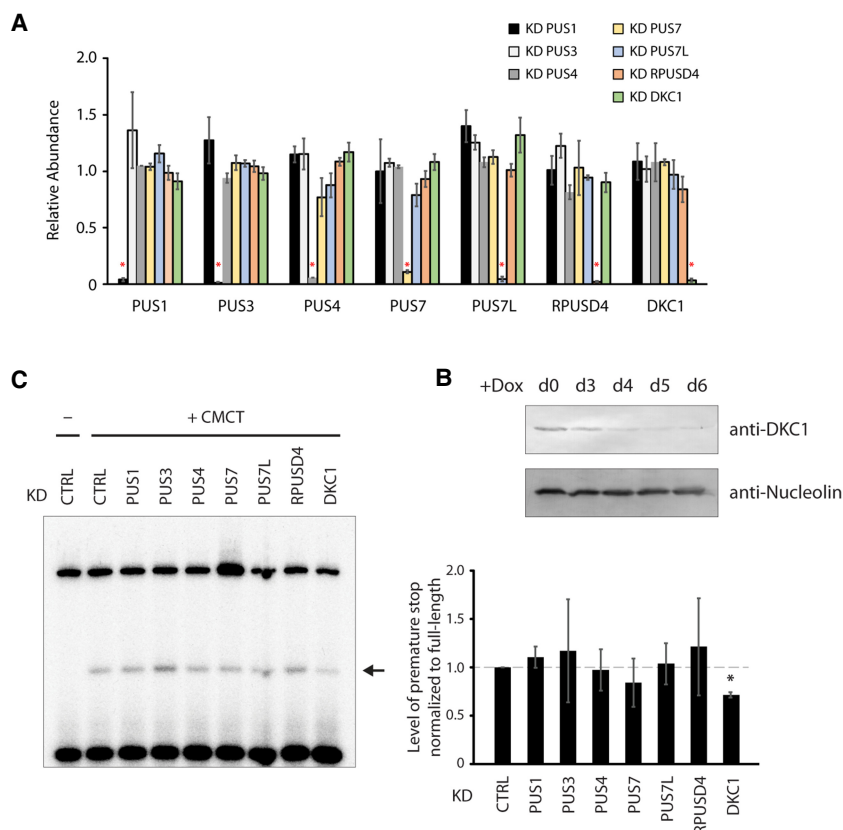 A
KD PUS1
KD PUS7
KD PUS3
KD PUS7L
KD PUS4
KD RPUSD4
KD DKC1
Relative Abundance
2.0
1.5
1.0
0.5
0
* * * * * * *
PUS1 PUS3 PUS4 PUS7 PUS7L RPUSD4 DKC1
C
– + CMCT
KD CTRL CTRL PUS1 PUS3 PUS4 PUS7 PUS7L RPUSD4 DKC1
B
+Dox d0 d3 d4 d5 d6
anti-DKC1
anti-Nucleolin
Level of premature stop
normalized to full-length
2.0
1.5
1.0
0.5
0
*
KD CTRL PUS1 PUS3 PUS4 PUS7 PUS7L RPUSD4 DKC1